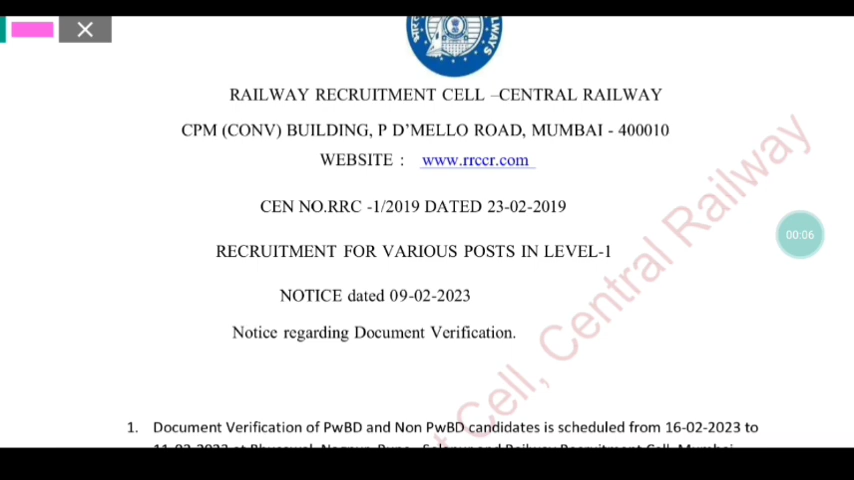 RAILWAY RECRUITMENT CELL –CENTRAL RAILWAY
CPM (CONV) BUILDING, P D’MELLO ROAD, MUMBAI - 400010
WEBSITE : www.rrccr.com
CEN NO.RRC -1/2019 DATED 23-02-2019
RECRUITMENT FOR VARIOUS POSTS IN LEVEL-1
00:06
NOTICE dated 09-02-2023
Notice regarding Document Verification.
Cell, Central Railway
1. Document Verification of PwBD and Non PwBD candidates is scheduled from 16-02-2023 to